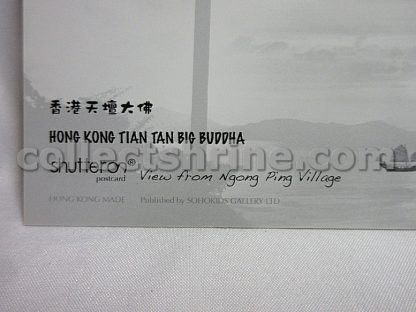 香港天壇大佛
HONG KONG TIAN TAN BIG BUDDHA
collectshrine.com
shutteron®
postcard
View from Ngong Ping Village
HONG KONG MADE Published by SOHOKIDS GALLERY LTD